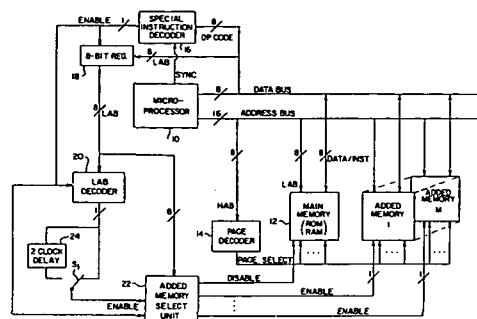 ENABLE 1
SPECIAL
INSTRUCTION
DECODER
8
OP CODE
16
8-BIT REG.
18
8
LAB
SYNC
8
DATA BUS
MICRO-
PROCESSOR
10
16
ADDRESS BUS
8
LAB
20
LAB
DECODER
8
8
8
DATA/INST
8
LAB
HAB
1
2 CLOCK
DELAY
24
14
PAGE
DECODER
12
MAIN
MEMORY
(ROM)
(RAM)
ADDED
MEMORY
1
ADDED
MEMORY
M
PAGE SELECT
S1
22
ADDED
MEMORY
SELECT
UNIT
ENABLE
DISABLE
ENABLE
ENABLE
1
1